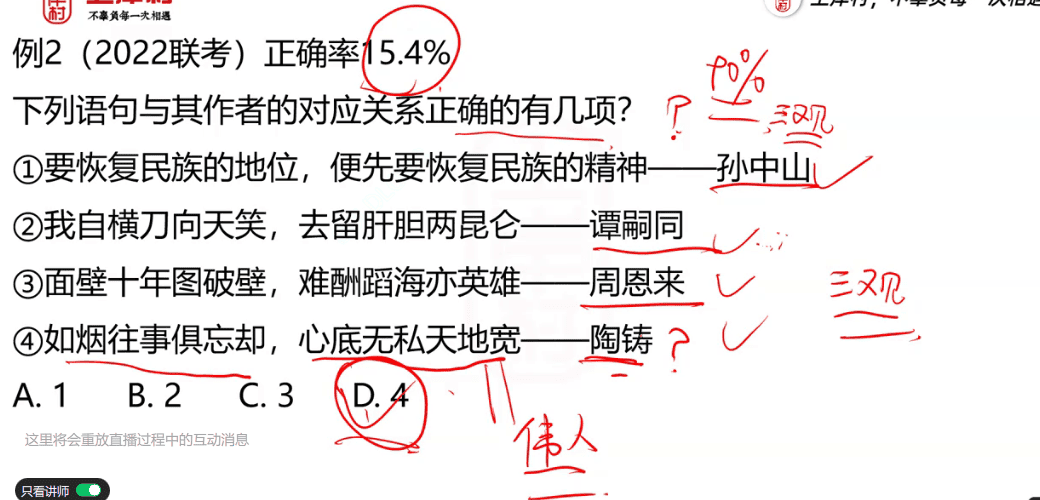 不辜负每一次相遇
例2（2022联考）正确率15.4%
下列语句与其作者的对应关系正确的有几项？ ？ 三观
①要恢复民族的地位，便先要恢复民族的精神——孙中山
②我自横刀向天笑，去留肝胆两昆仑——谭嗣同
③面壁十年图破壁，难酬蹈海亦英雄——周恩来 三观
④如烟往事俱忘却，心底无私天地宽——陶铸 ？
A. 1 B. 2 C. 3 D. 4
伟人
这里将会重放直播过程中的互动消息
只看讲师